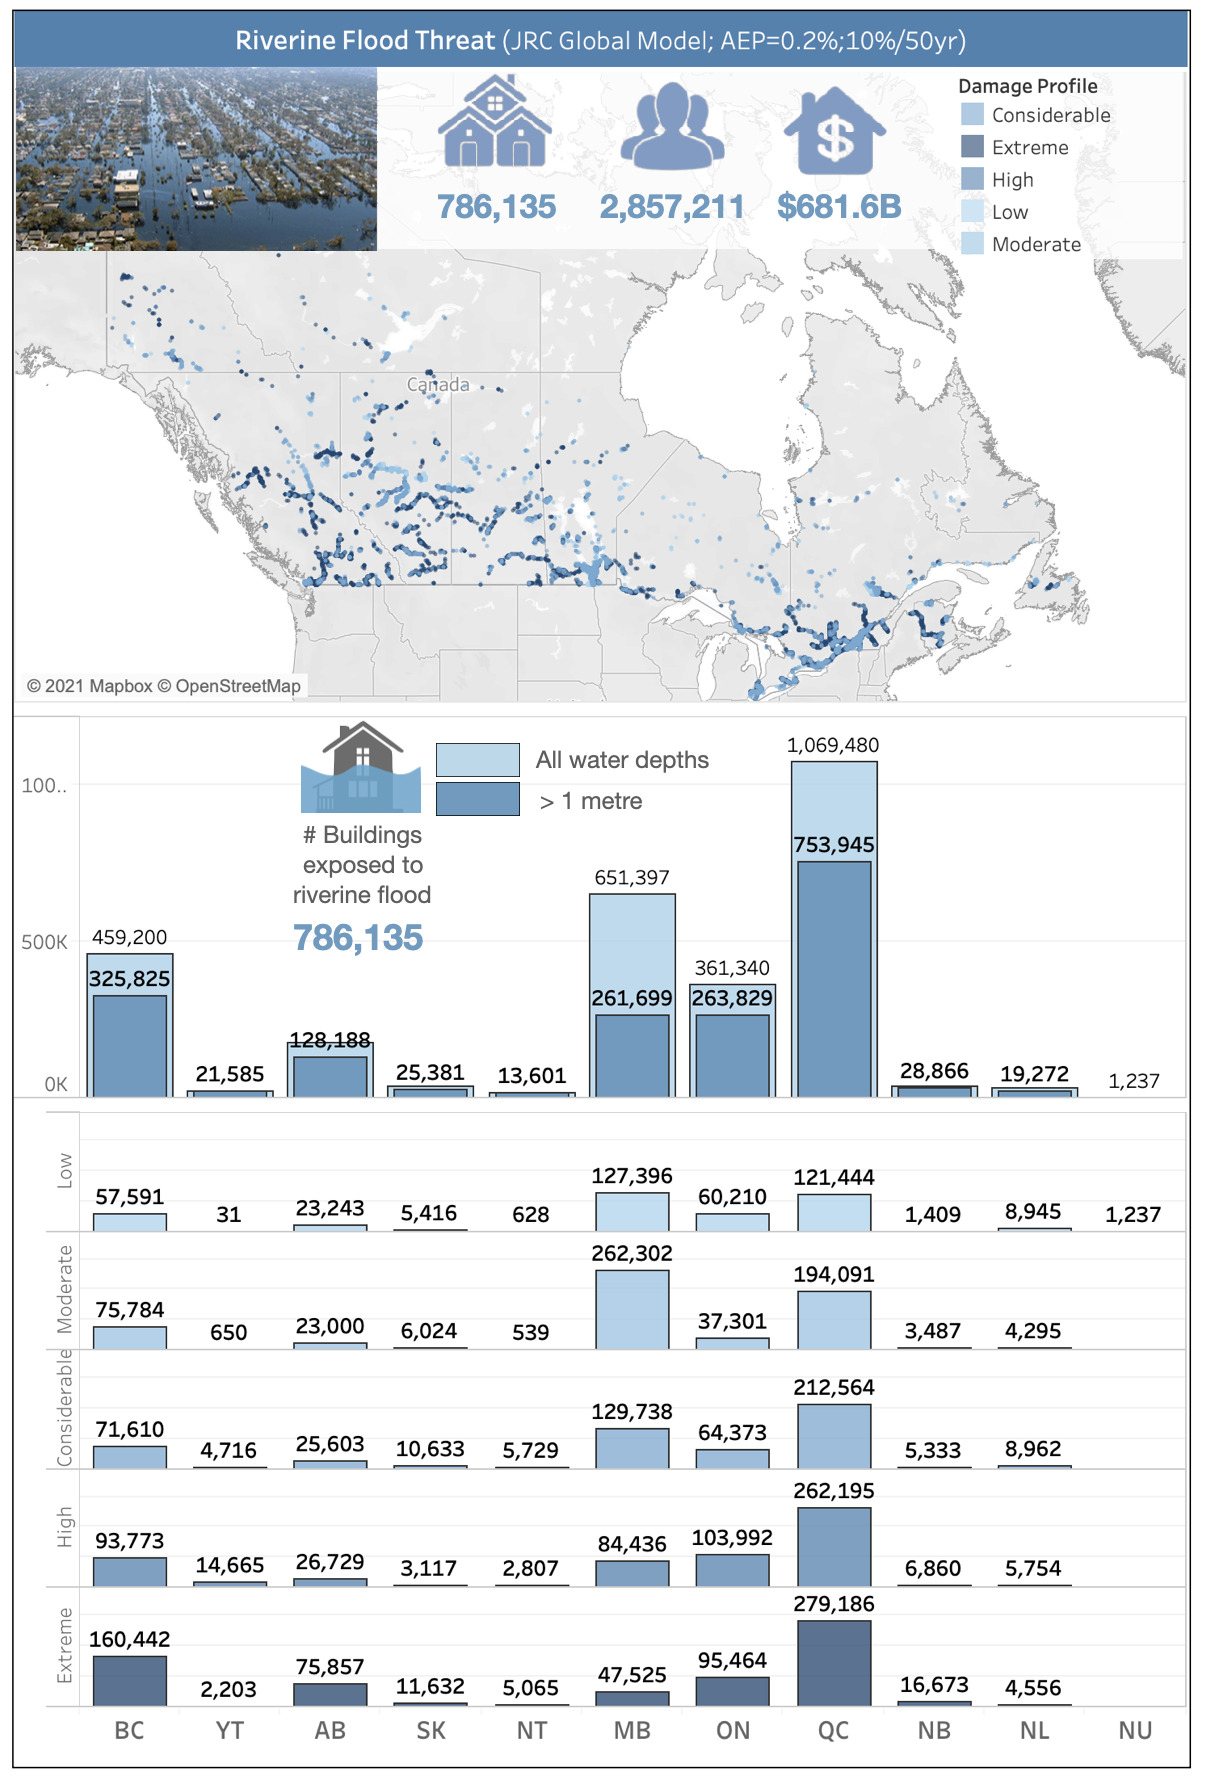 Riverine Flood Threat (JRC Global Model; AEP=0.2%;10%/50yr)
786,135 2,857,211 $681.6B
Damage Profile
Considerable
Extreme
High
Low
Moderate
Canada
© 2021 Mapbox © OpenStreetMap
100..
500K
0K
All water depths
> 1 metre
# Buildings
exposed to
riverine flood
786,135
459,200
325,825
21,585
128,188
25,381
13,601
651,397
261,699
361,340
263,829
1,069,480
753,945
28,866
19,272
1,237
Low
57,591 31 23,243 5,416 628 127,396 60,210 121,444 1,409 8,945 1,237
Moderate
75,784 650 23,000 6,024 539 262,302 37,301 194,091 3,487 4,295
Considerable
71,610 4,716 25,603 10,633 5,729 129,738 64,373 212,564 5,333 8,962
High
93,773 14,665 26,729 3,117 2,807 84,436 103,992 262,195 6,860 5,754
Extreme
160,442 2,203 75,857 11,632 5,065 47,525 95,464 279,186 16,673 4,556
BC YT AB SK NT MB ON QC NB NL NU